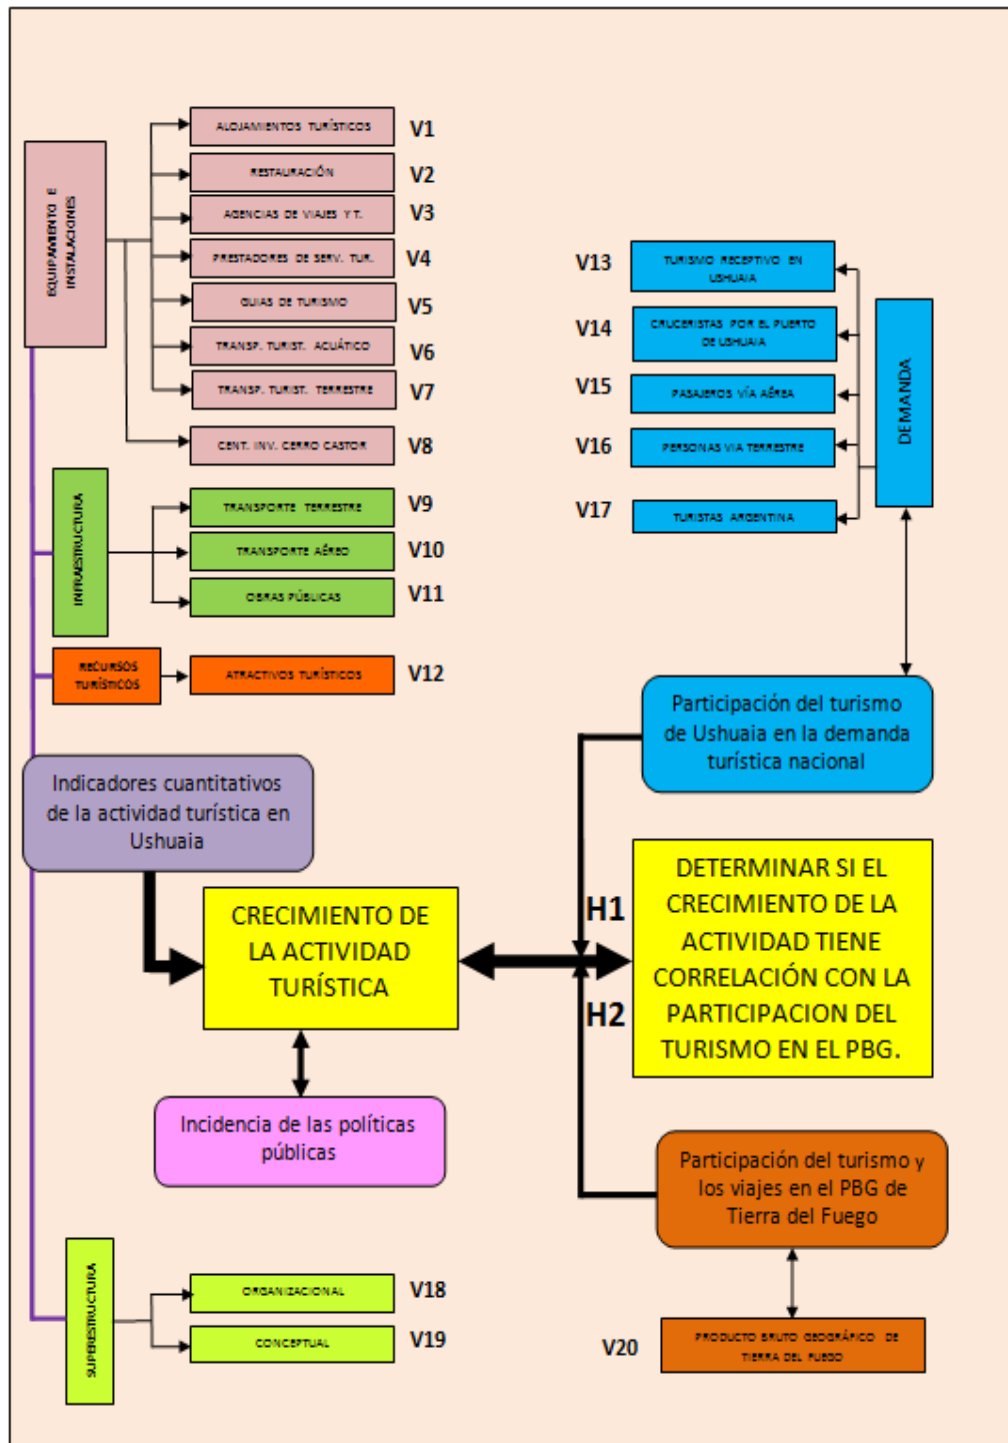 EQUIPAMIENTO E
INSTALACIONES
ALOJAMIENTOS TURÍSTICOS
V1
RESTAURACIÓN
V2
AGENCIAS DE VIAJES Y T.
V3
PRESTADORES DE SERV. TUR.
V4
GUIAS DE TURISMO
V5
TRANSP. TURIST. ACUÁTICO
V6
TRANSP. TURIST. TERRESTRE
V7
CENT. INV. CERRO CASTOR
V8
INFRAESTRUCTURA
TRANSPORTE TERRESTRE
V9
TRANSPORTE AÉREO
V10
OBRAS PÚBLICAS
V11
RECURSOS
TURÍSTICOS
ATRACTIVOS TURÍSTICOS
V12
V13
TURISMO RECEPTIVO EN
USHUAIA
V14
CRUCERISTAS POR EL PUERTO
DE USHUAIA
V15
PASAJEROS VÍA AÉREA
V16
PERSONAS VIA TERRESTRE
V17
TURISTAS ARGENTINA
DEMANDA
Participación del turismo
de Ushuaia en la demanda
turística nacional
Indicadores cuantitativos
de la actividad turística en
Ushuaia
CRECIMIENTO DE
LA ACTIVIDAD
TURÍSTICA
H1
H2
DETERMINAR SI EL
CRECIMIENTO DE LA
ACTIVIDAD TIENE
CORRELACIÓN CON LA
PARTICIPACION DEL
TURISMO EN EL PBG.
Incidencia de las políticas
públicas
Participación del turismo y
los viajes en el PBG de
Tierra del Fuego
SUPERESTRUCTURA
ORGANIZACIONAL
V18
CONCEPTUAL
V19
V20
PRODUCTO BRUTO GEOGRÁFICO DE
TIERRA DEL FUEGO